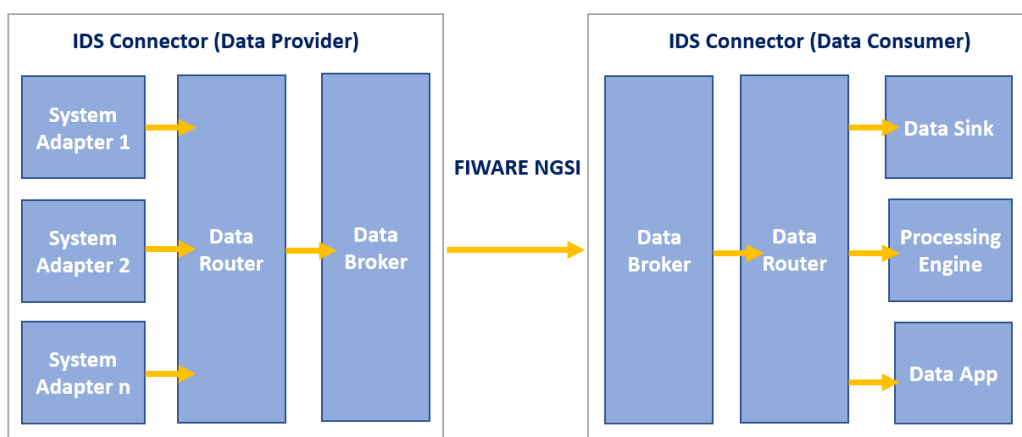 IDS Connector (Data Provider)
System
Adapter 1
System
Adapter 2
System
Adapter n
Data
Router
Data
Broker
FIWARE NGSI
IDS Connector (Data Consumer)
Data
Broker
Data
Router
Data Sink
Processing
Engine
Data App